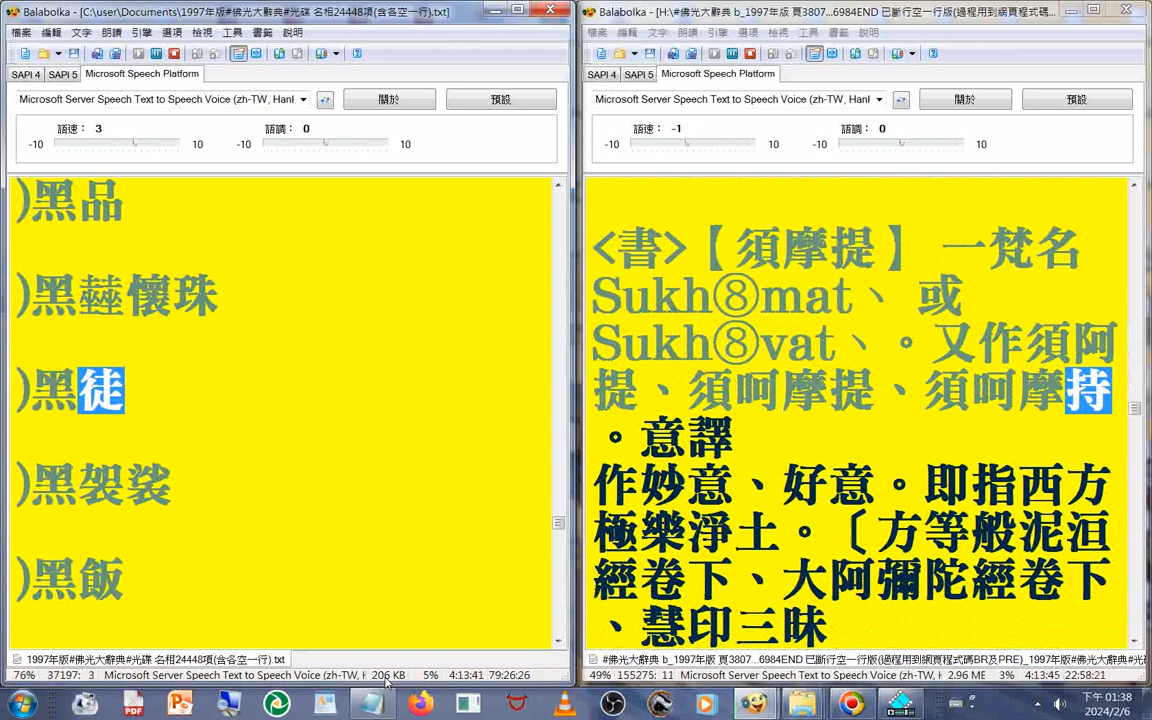 Balabolka - [C:\user\Documents\1997年版#佛光大辭典#光碟 名相24448項(含各空一行).txt]
檔案 編輯 文字 朗讀 引擎 選項 檢視 工具 書籤 說明
SAPI 4 SAPI 5 Microsoft Speech Platform
Microsoft Server Speech Text to Speech Voice (zh-TW, Hanl
關於
預設
語速： 3
語調： 0
-10 10 -10 10
)黑品
)黑懷珠
)黑徒
)黑袈裟
)黑飯
1997年版#佛光大辭典#光碟 名相24448項(含各空一行).txt
76% 37197: 3 Microsoft Server Speech Text to Speech Voice (zh-TW, H 206 KB 5% 4:13:41 79:26:26
Balabolka - [H:\#佛光大辭典 b_1997年版 頁3807...6984END 已斷行空一行版(過程用到網頁程式碼
檔案 編輯 文字 朗讀 引擎 選項 檢視 工具 書籤 說明
SAPI 4 SAPI 5 Microsoft Speech Platform
Microsoft Server Speech Text to Speech Voice (zh-TW, Hanl
關於
預設
語速： -1
語調： 0
-10 10 -10 10
<書>【須摩提】 一梵名
Sukh⑧mat、 或
Sukh⑧vat、。又作須阿
提、須呵摩提、須呵摩持
。意譯
作妙意、好意。即指西方
極樂淨土。〔方等般泥洹
經卷下、大阿彌陀經卷下
、慧印三昧
#佛光大辭典 b_1997年版 頁3807...6984END 已斷行空一行版(過程用到網頁程式碼BR及PRE)_1997年版#光
49% 155275: 11 Microsoft Server Speech Text to Speech Voice (zh-TW, H 2.96 MB 3% 4:13:45 22:58:21
下午 01:38
2024/2/6